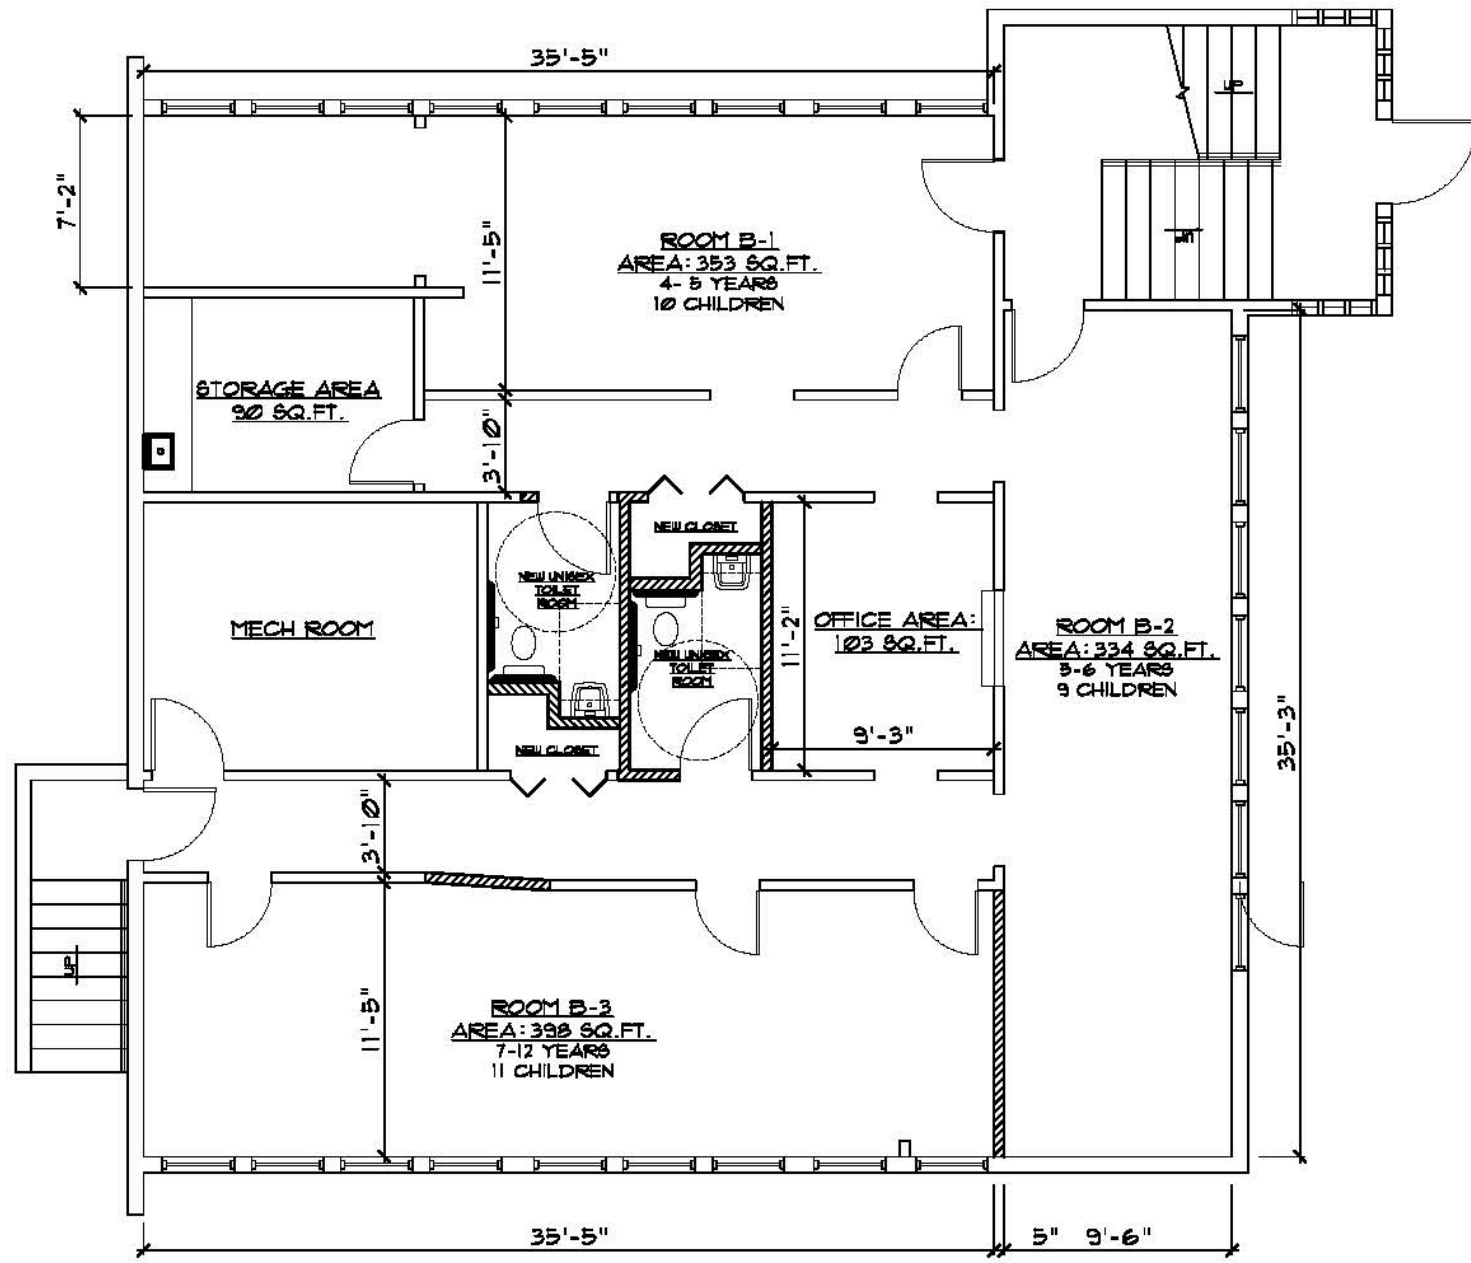 35'-5"
UP
7'-2"
11'-5"
ROOM B-1
AREA: 353 SQ.FT.
4- 5 YEARS
10 CHILDREN
STORAGE AREA
90 SQ.FT.
3'-10"
NEW CLOSET
NEW UNISEX
TOILET
ROOM
MECH ROOM
11'-2"
OFFICE AREA:
103 SQ.FT.
ROOM B-2
AREA: 334 SQ.FT.
5-6 YEARS
9 CHILDREN
NEW UNISEX
TOILET
ROOM
9'-3"
35'-3"
NEW CLOSET
3'-10"
UP
11'-5"
ROOM B-3
AREA: 398 SQ.FT.
7-12 YEARS
11 CHILDREN
35'-5"
5" 9'-6"